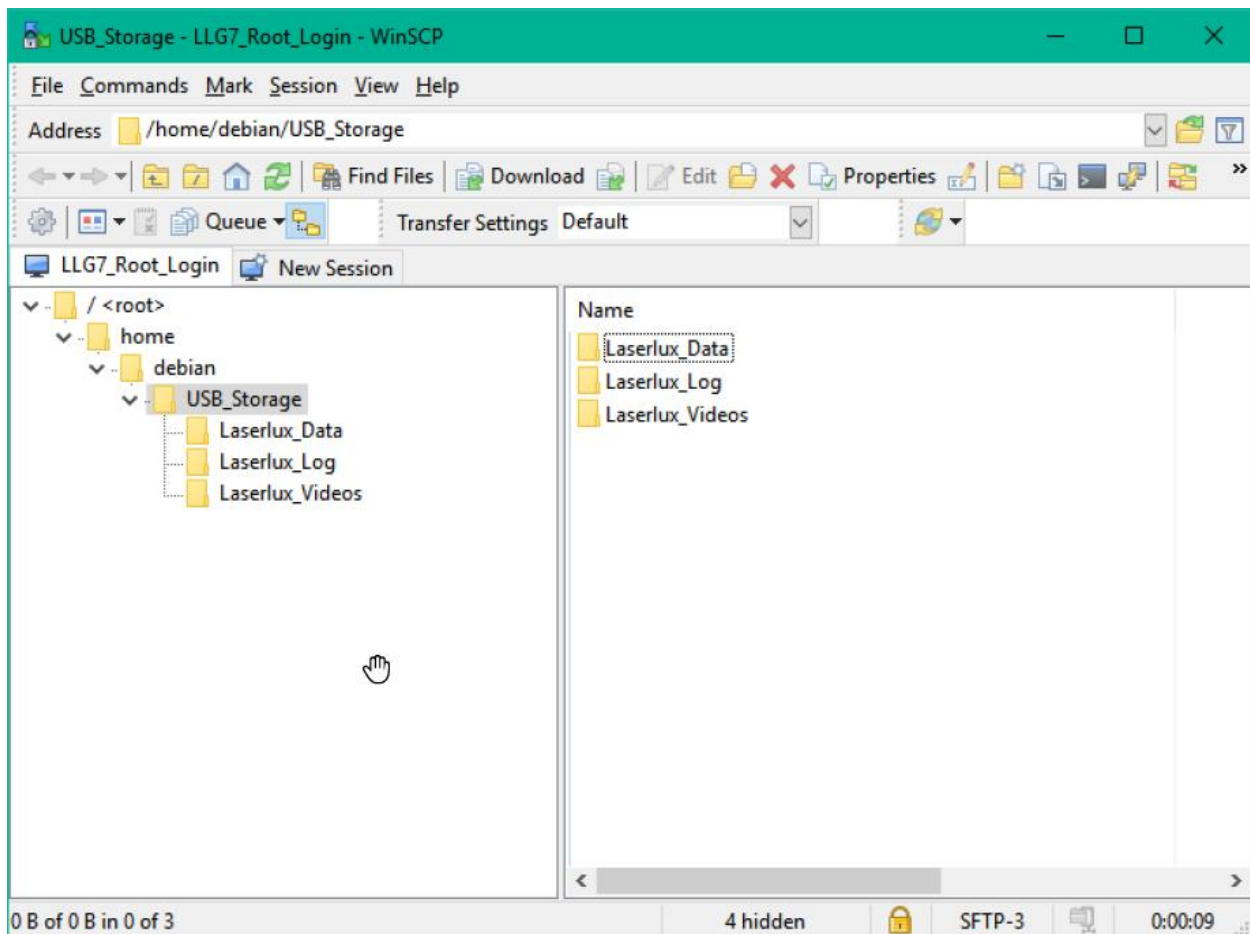 USB_Storage - LLG7_Root_Login - WinSCP
File Commands Mark Session View Help
Address /home/debian/USB_Storage
Find Files Download Edit Properties »
Queue Transfer Settings Default
LLG7_Root_Login New Session
/ <root>
home
debian
USB_Storage
Laserlux_Data
Laserlux_Log
Laserlux_Videos
Name
Laserlux_Data
Laserlux_Log
Laserlux_Videos
0 B of 0 B in 0 of 3 4 hidden SFTP-3 0:00:09